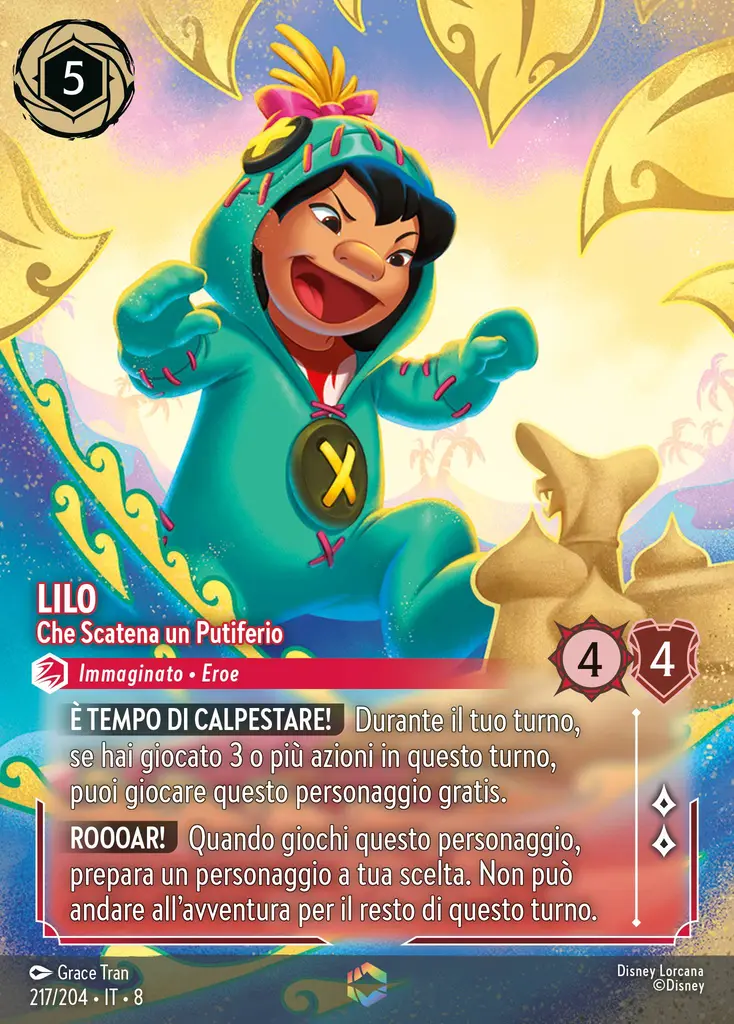 5
LILO
Che Scatena un Putiferio
Immaginato • Eroe
4
4
È TEMPO DI CALPESTARE! Durante il tuo turno,
se hai giocato 3 o più azioni in questo turno,
puoi giocare questo personaggio gratis.
ROOOAR! Quando giochi questo personaggio,
prepara un personaggio a tua scelta. Non può
andare all'avventura per il resto di questo turno.
Grace Tran
217/204 • IT • 8
Disney Lorcana
©Disney